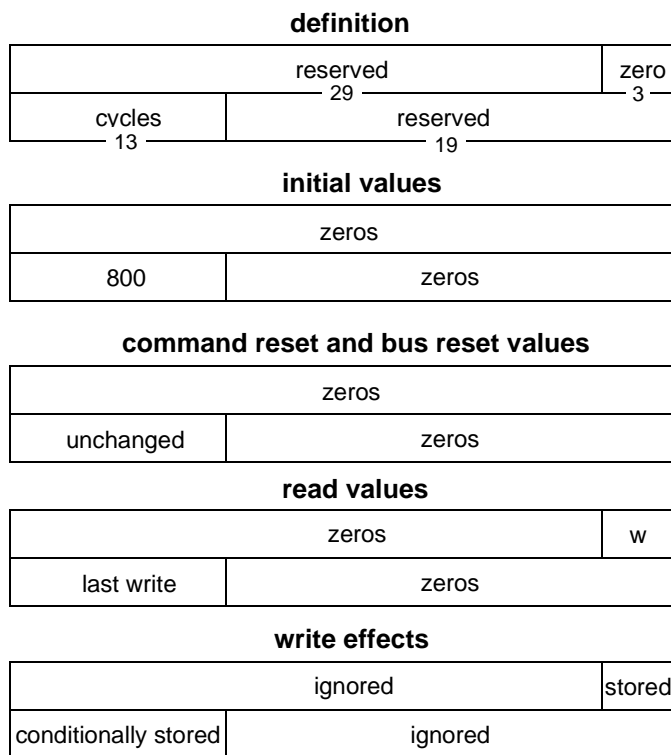 definition
reserved zero
29 3
cycles reserved
13 19
initial values
zeros
800 zeros
command reset and bus reset values
zeros
unchanged zeros
read values
zeros w
last write zeros
write effects
ignored stored
conditionally stored ignored